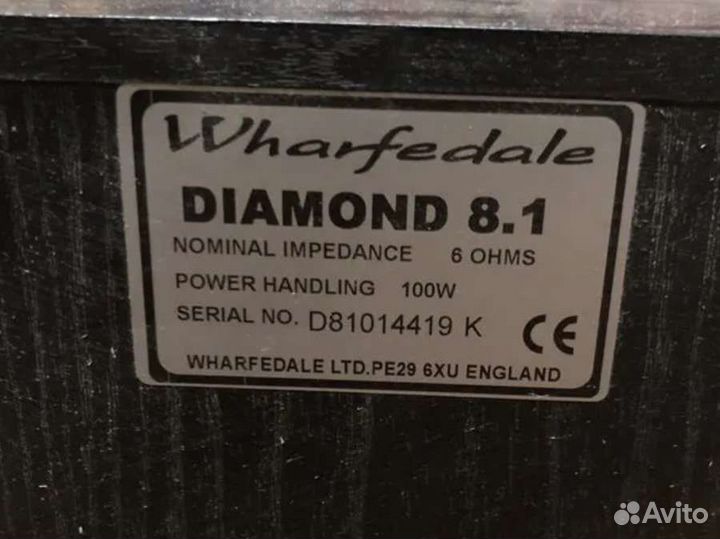 Wharfedale
DIAMOND 8.1
NOMINAL IMPEDANCE 6 OHMS
POWER HANDLING 100W
SERIAL NO. D81014419 K CE
WHARFEDALE LTD.PE29 6XU ENGLAND
Avito